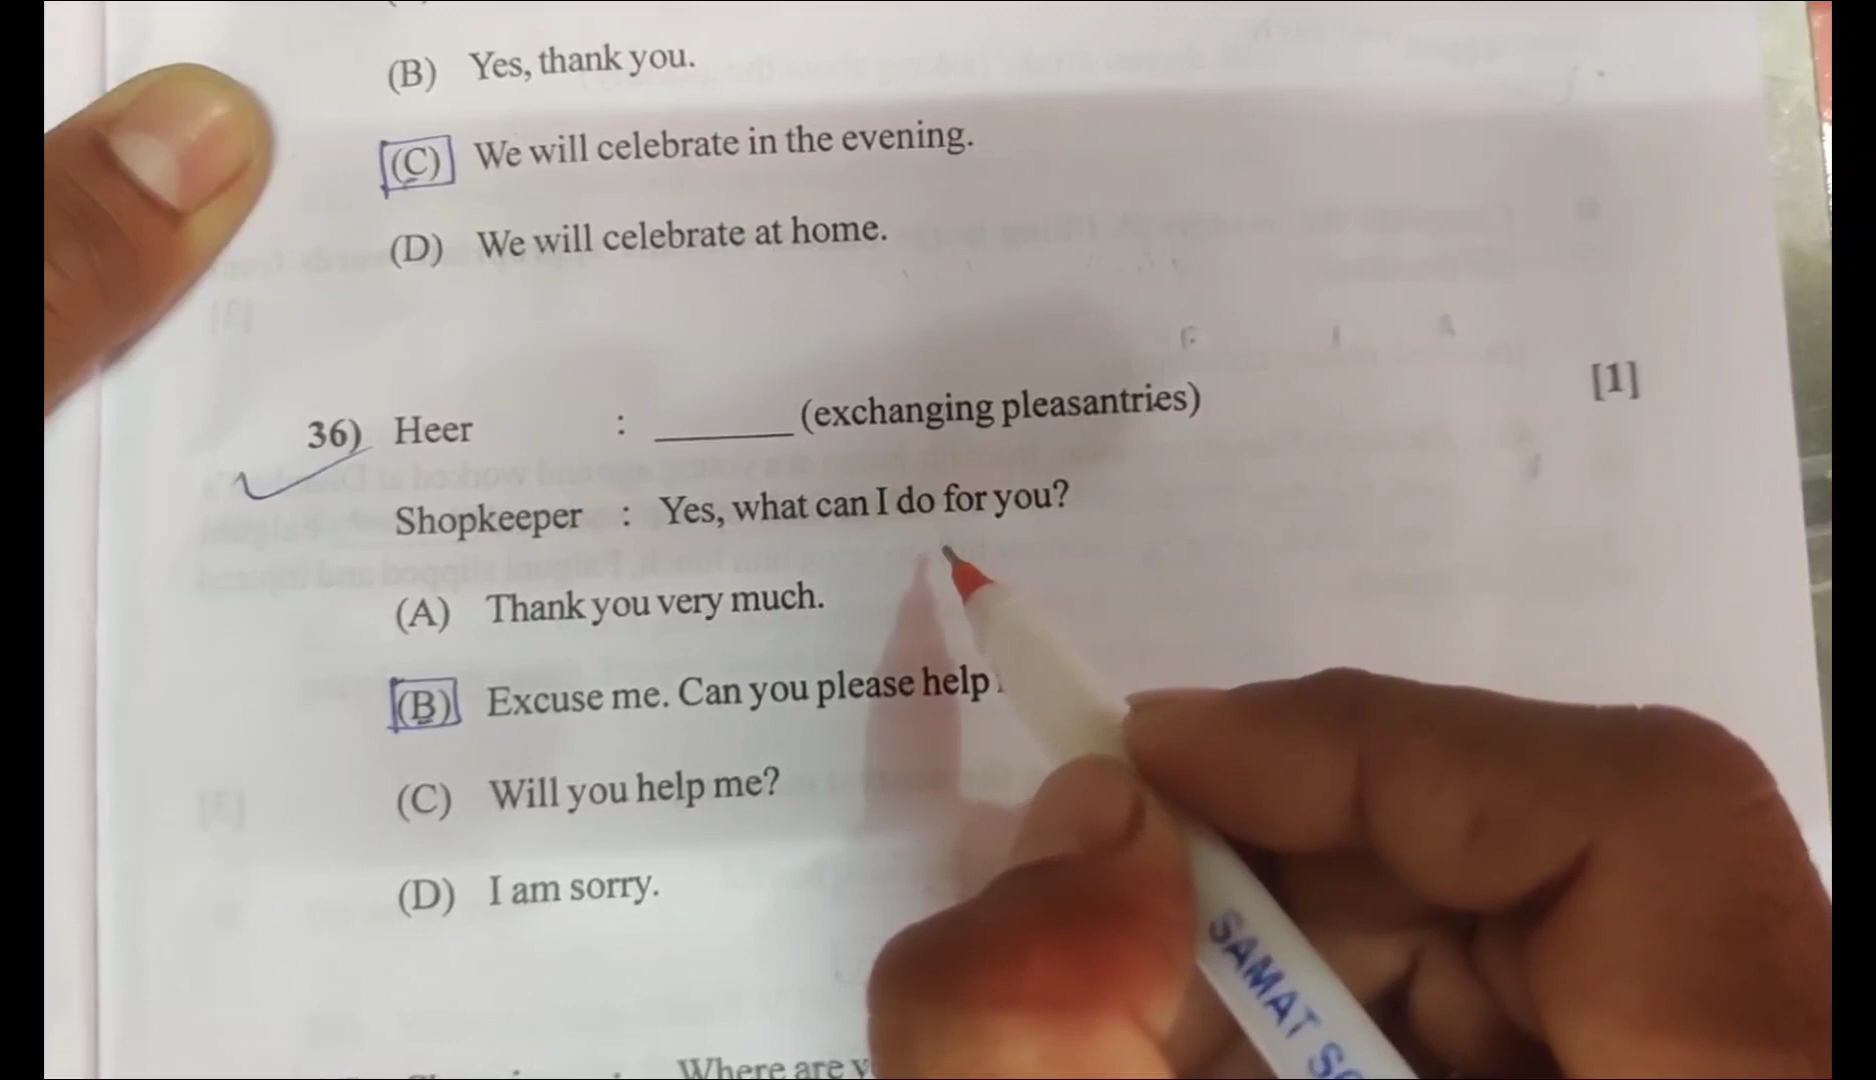 (B) Yes, thank you.
(C) We will celebrate in the evening.
(D) We will celebrate at home.
36) Heer : ______ (exchanging pleasantries) [1]
Shopkeeper : Yes, what can I do for you?
(A) Thank you very much.
(B) Excuse me. Can you please help
(C) Will you help me?
(D) I am sorry.
Where are
SAMAT